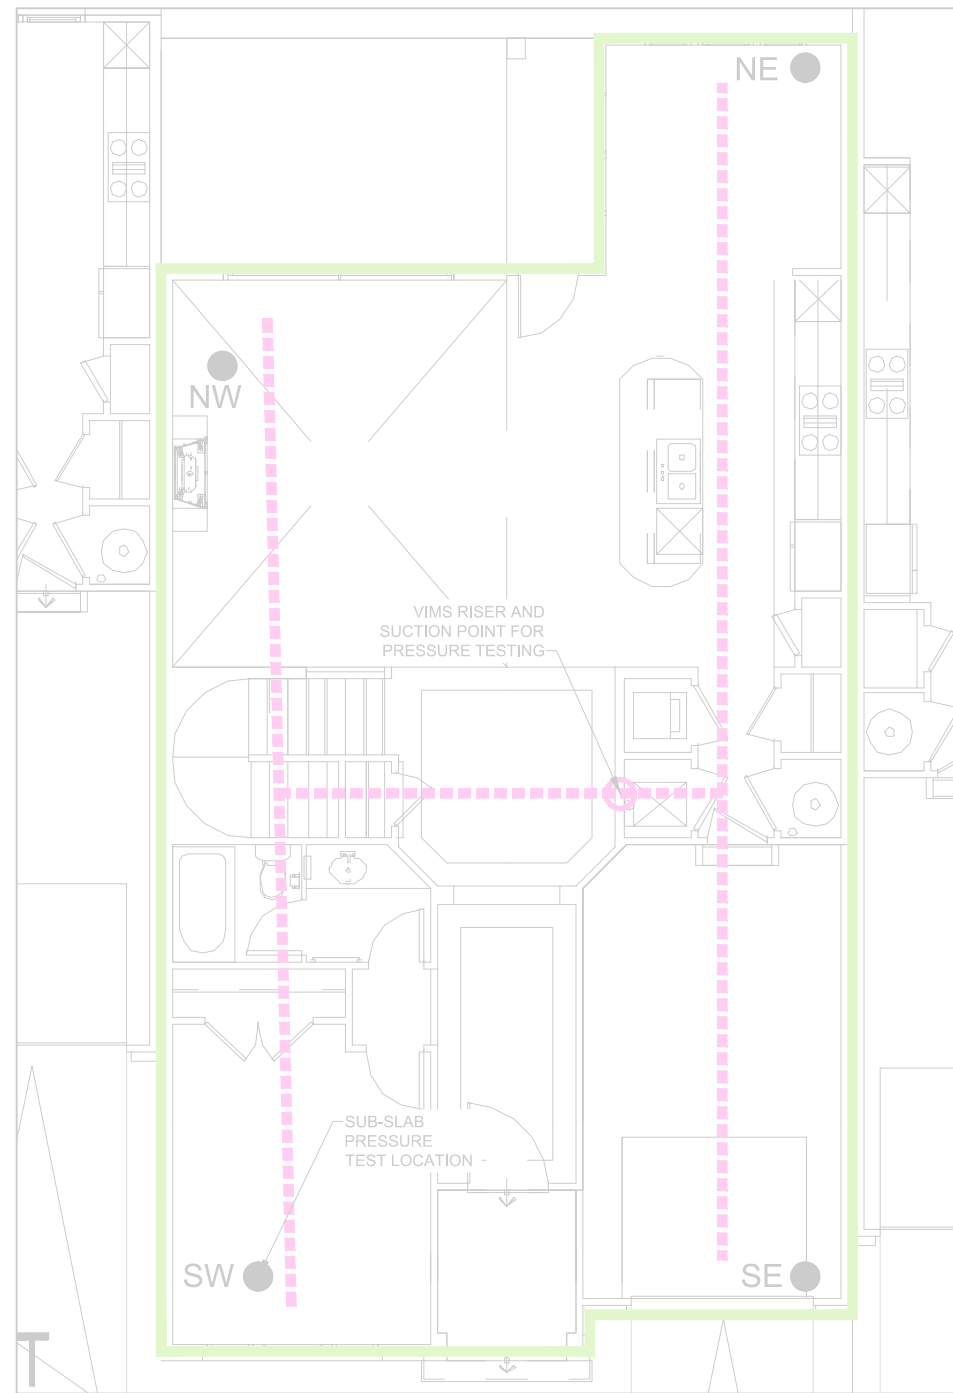 NE
NW
VIMS RISER AND
SUCTION POINT FOR
PRESSURE TESTING
SUB-SLAB
PRESSURE
TEST LOCATION
SW
SE
T